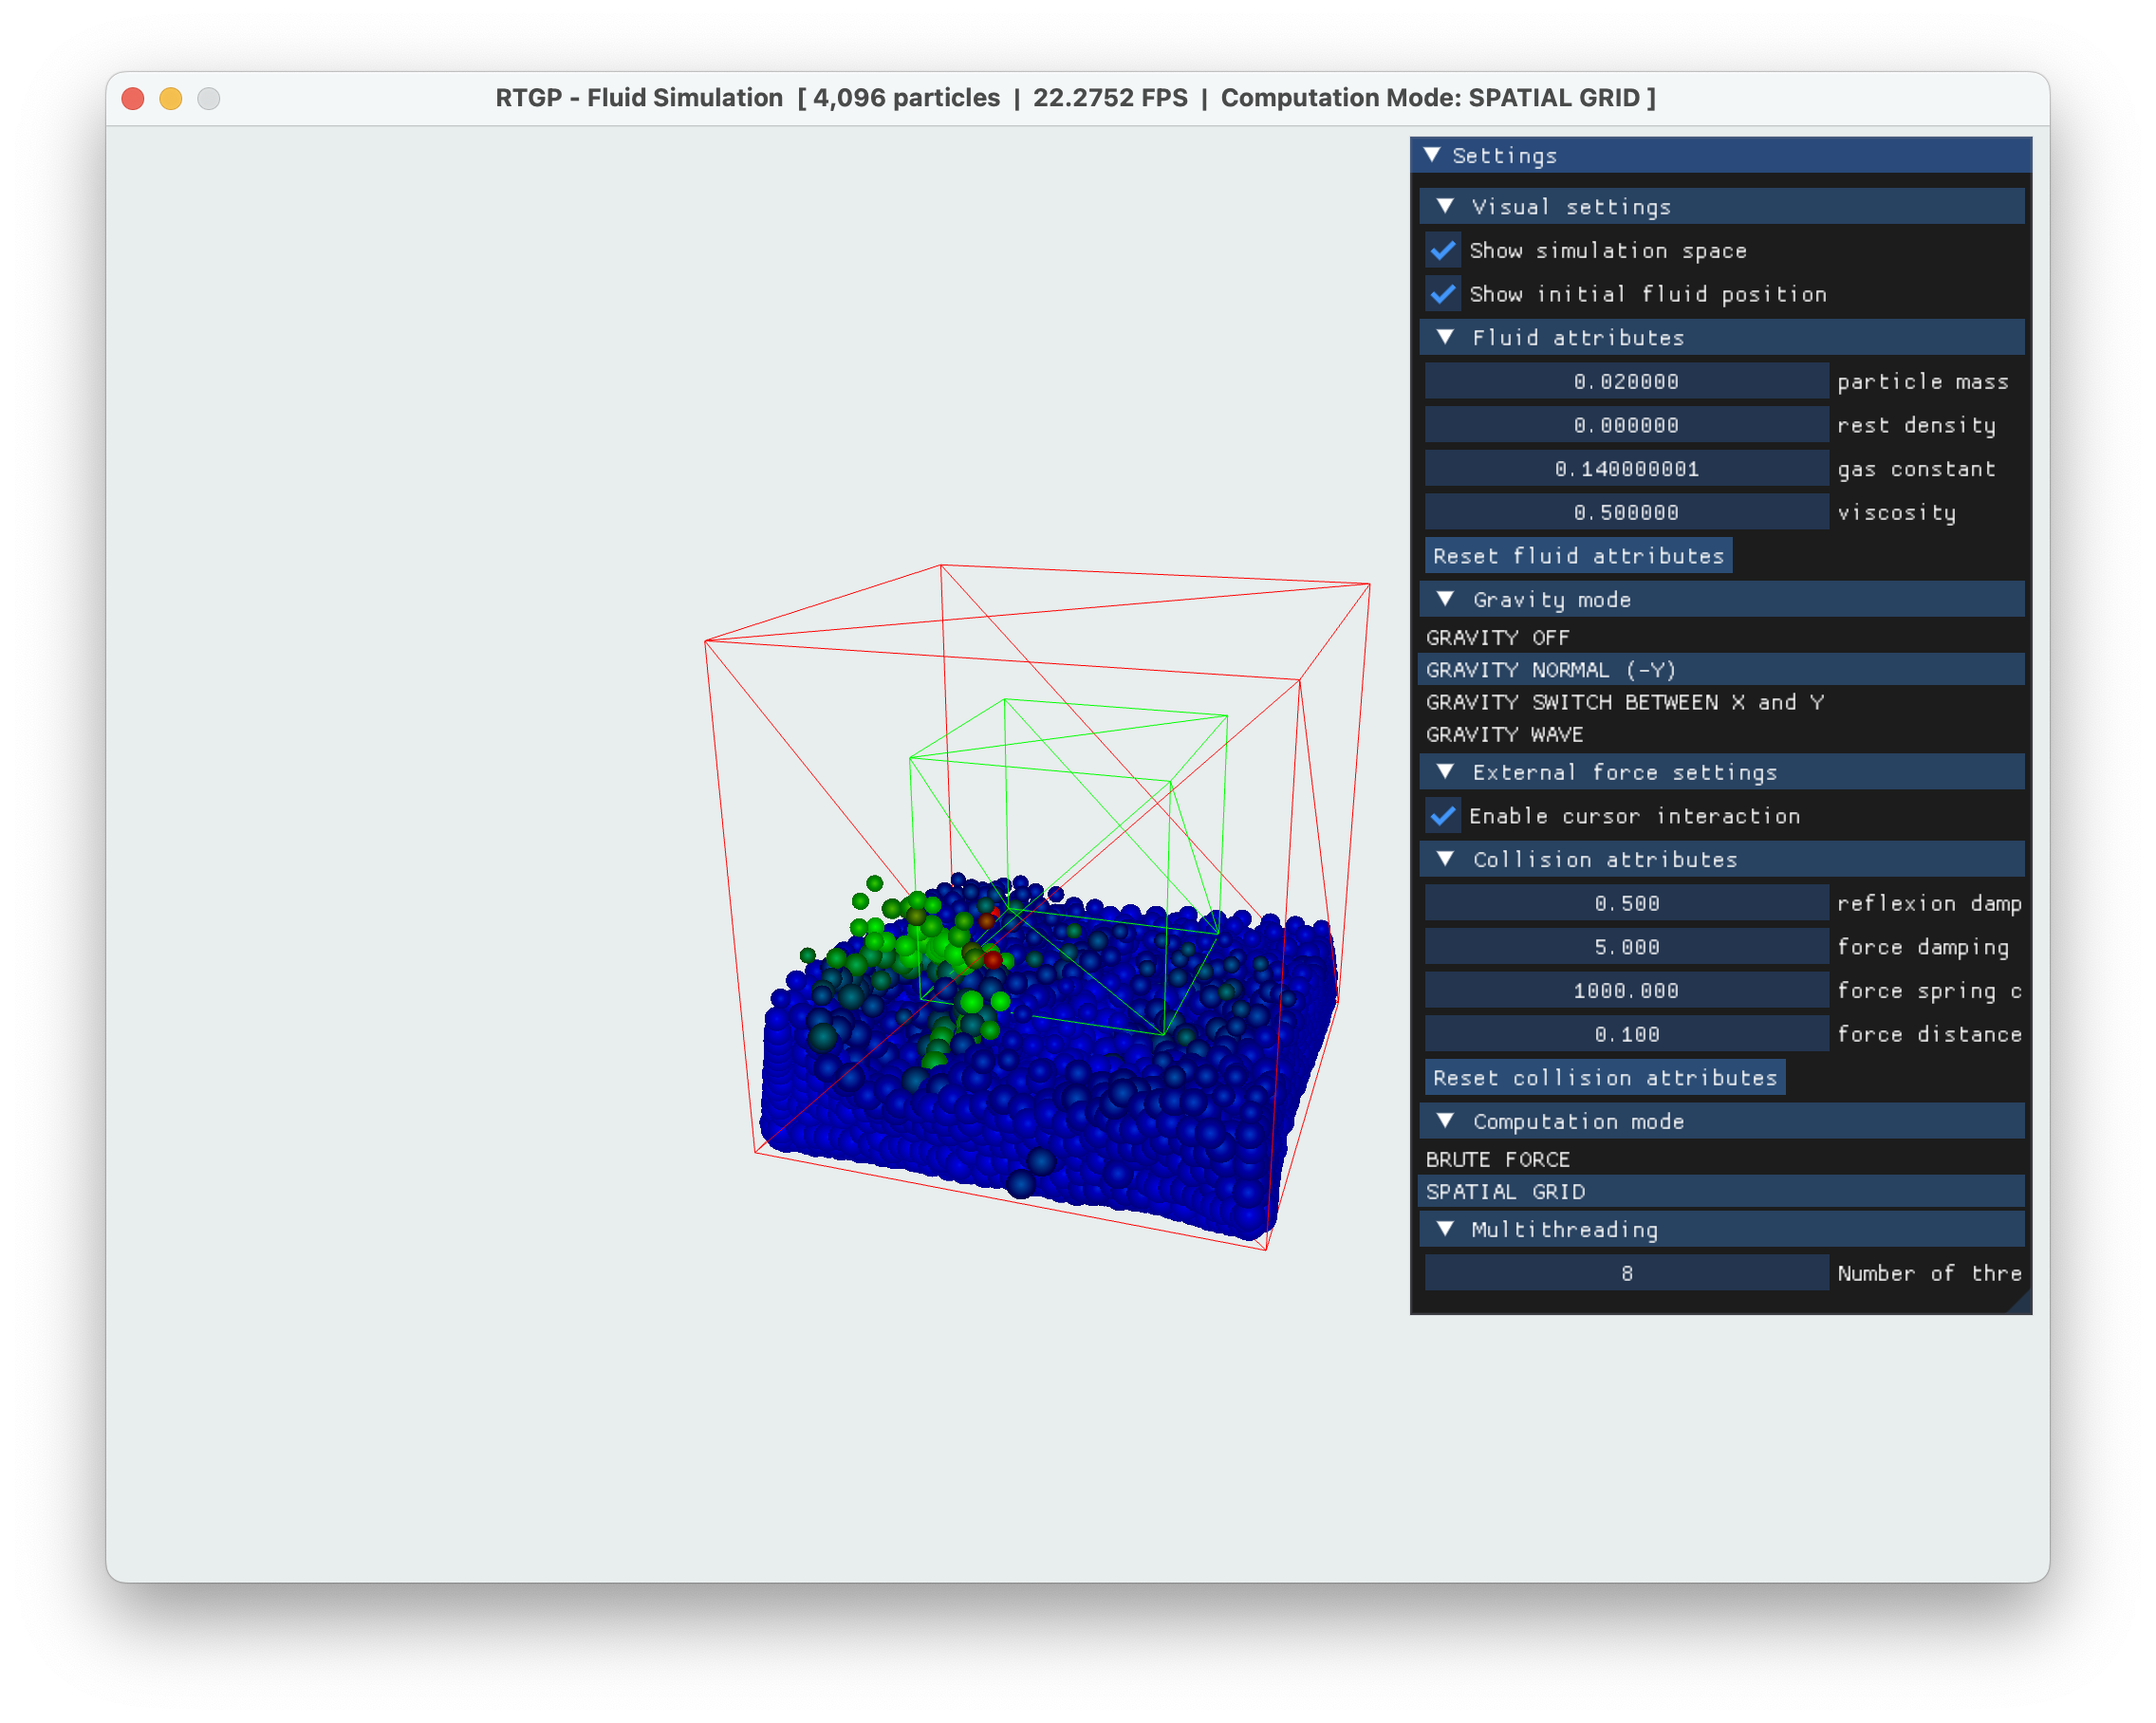 RTGP - Fluid Simulation [ 4,096 particles | 22.2752 FPS | Computation Mode: SPATIAL GRID ]
Settings
Visual settings
Show simulation space
Show initial fluid position
Fluid attributes
0.020000 particle mass
0.000000 rest density
0.140000001 gas constant
0.500000 viscosity
Reset fluid attributes
Gravity mode
GRAVITY OFF
GRAVITY NORMAL (-Y)
GRAVITY SWITCH BETWEEN X and Y
GRAVITY WAVE
External force settings
Enable cursor interaction
Collision attributes
0.500 reflexion damp
5.000 force damping
1000.000 force spring c
0.100 force distance
Reset collision attributes
Computation mode
BRUTE FORCE
SPATIAL GRID
Multithreading
8 Number of thre